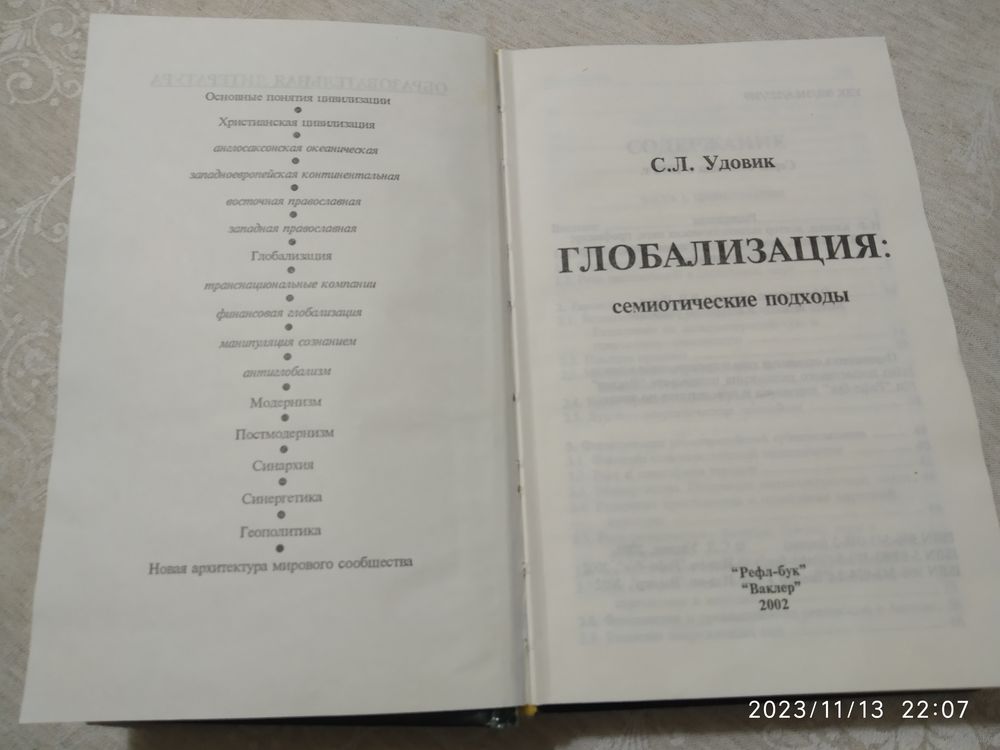 Основные понятия цивилизации
Христианская цивилизация
англосаксонская океаническая
западноевропейская континентальная
восточная православная
западная православная
Глобализация
транснациональные компании
финансовая глобализация
манипуляция сознанием
антиглобализм
Модернизм
Постмодернизм
Синархия
Синергетика
Геополитика
Новая архитектура мирового сообщества
С.Л. Удовик
ГЛОБАЛИЗАЦИЯ:
семиотические подходы
“Рефл-бук”
“Ваклер”
2002
2023/11/13 22:07